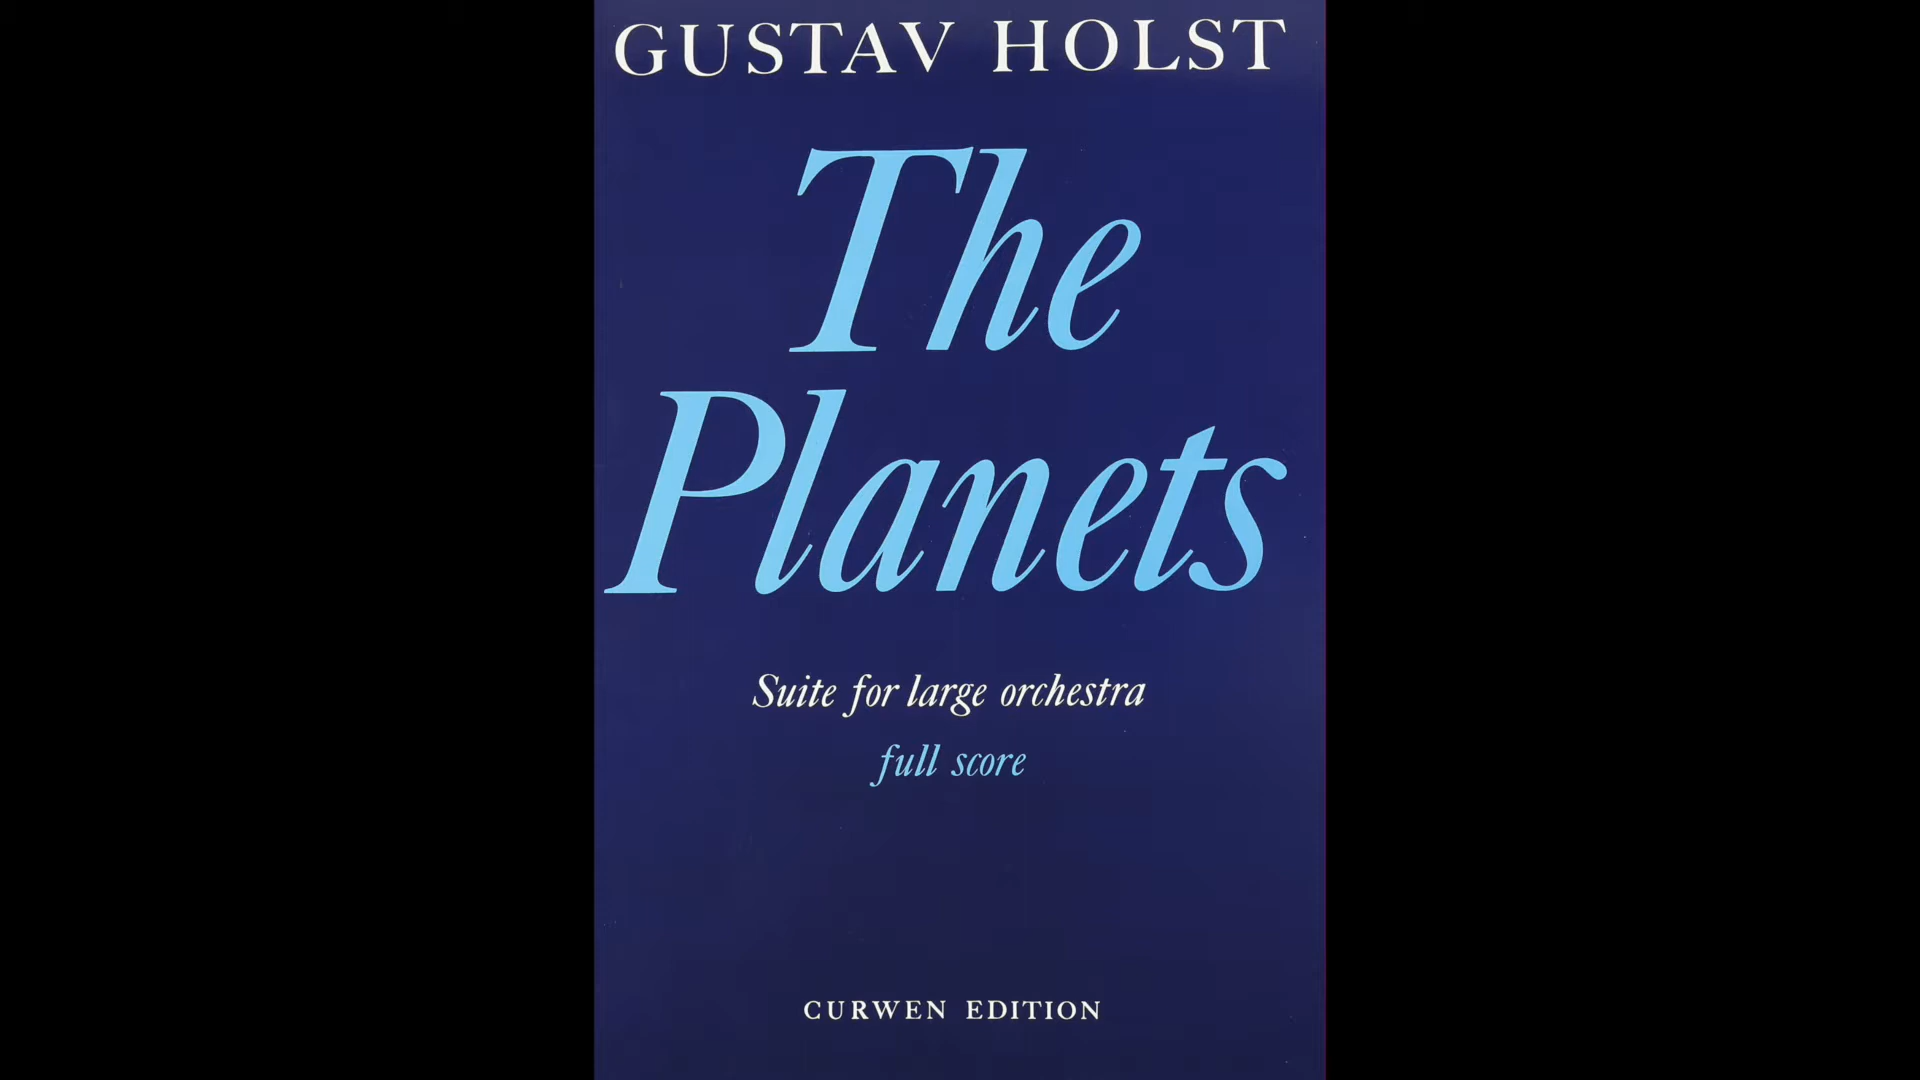 GUSTAV HOLST
The
Planets
Suite for large orchestra
full score
CURWEN EDITION